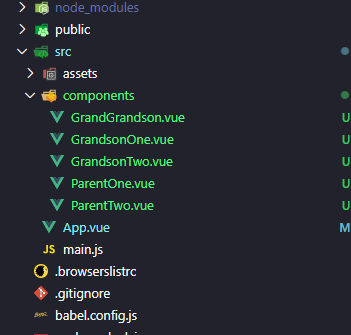 node_modules
public
src
assets
components
GrandGrandson.vue U
GrandsonOne.vue U
GrandsonTwo.vue U
ParentOne.vue U
ParentTwo.vue U
App.vue M
JS main.js
.browserslistrc
.gitignore
babel.config.js